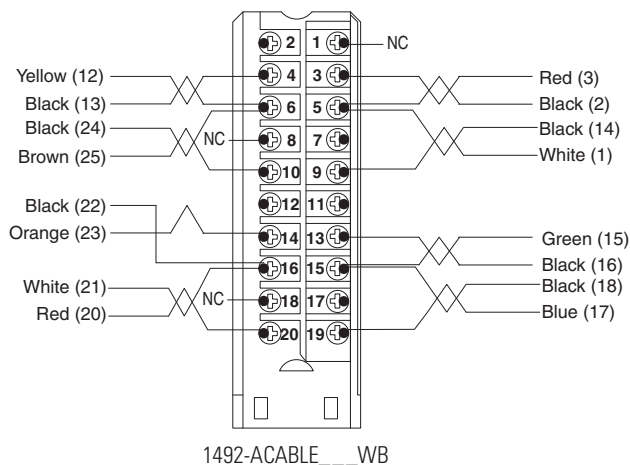 2 1 NC
Yellow (12) 4 3 Red (3)
Black (13) 6 5 Black (2)
Black (24) Black (14)
NC 8 7
Brown (25) White (1)
10 9
12 11
Black (22)
Orange (23) 14 13 Green (15)
16 15 Black (16)
White (21) Black (18)
NC 18 17
Red (20) Blue (17)
20 19
1492-ACABLE___WB